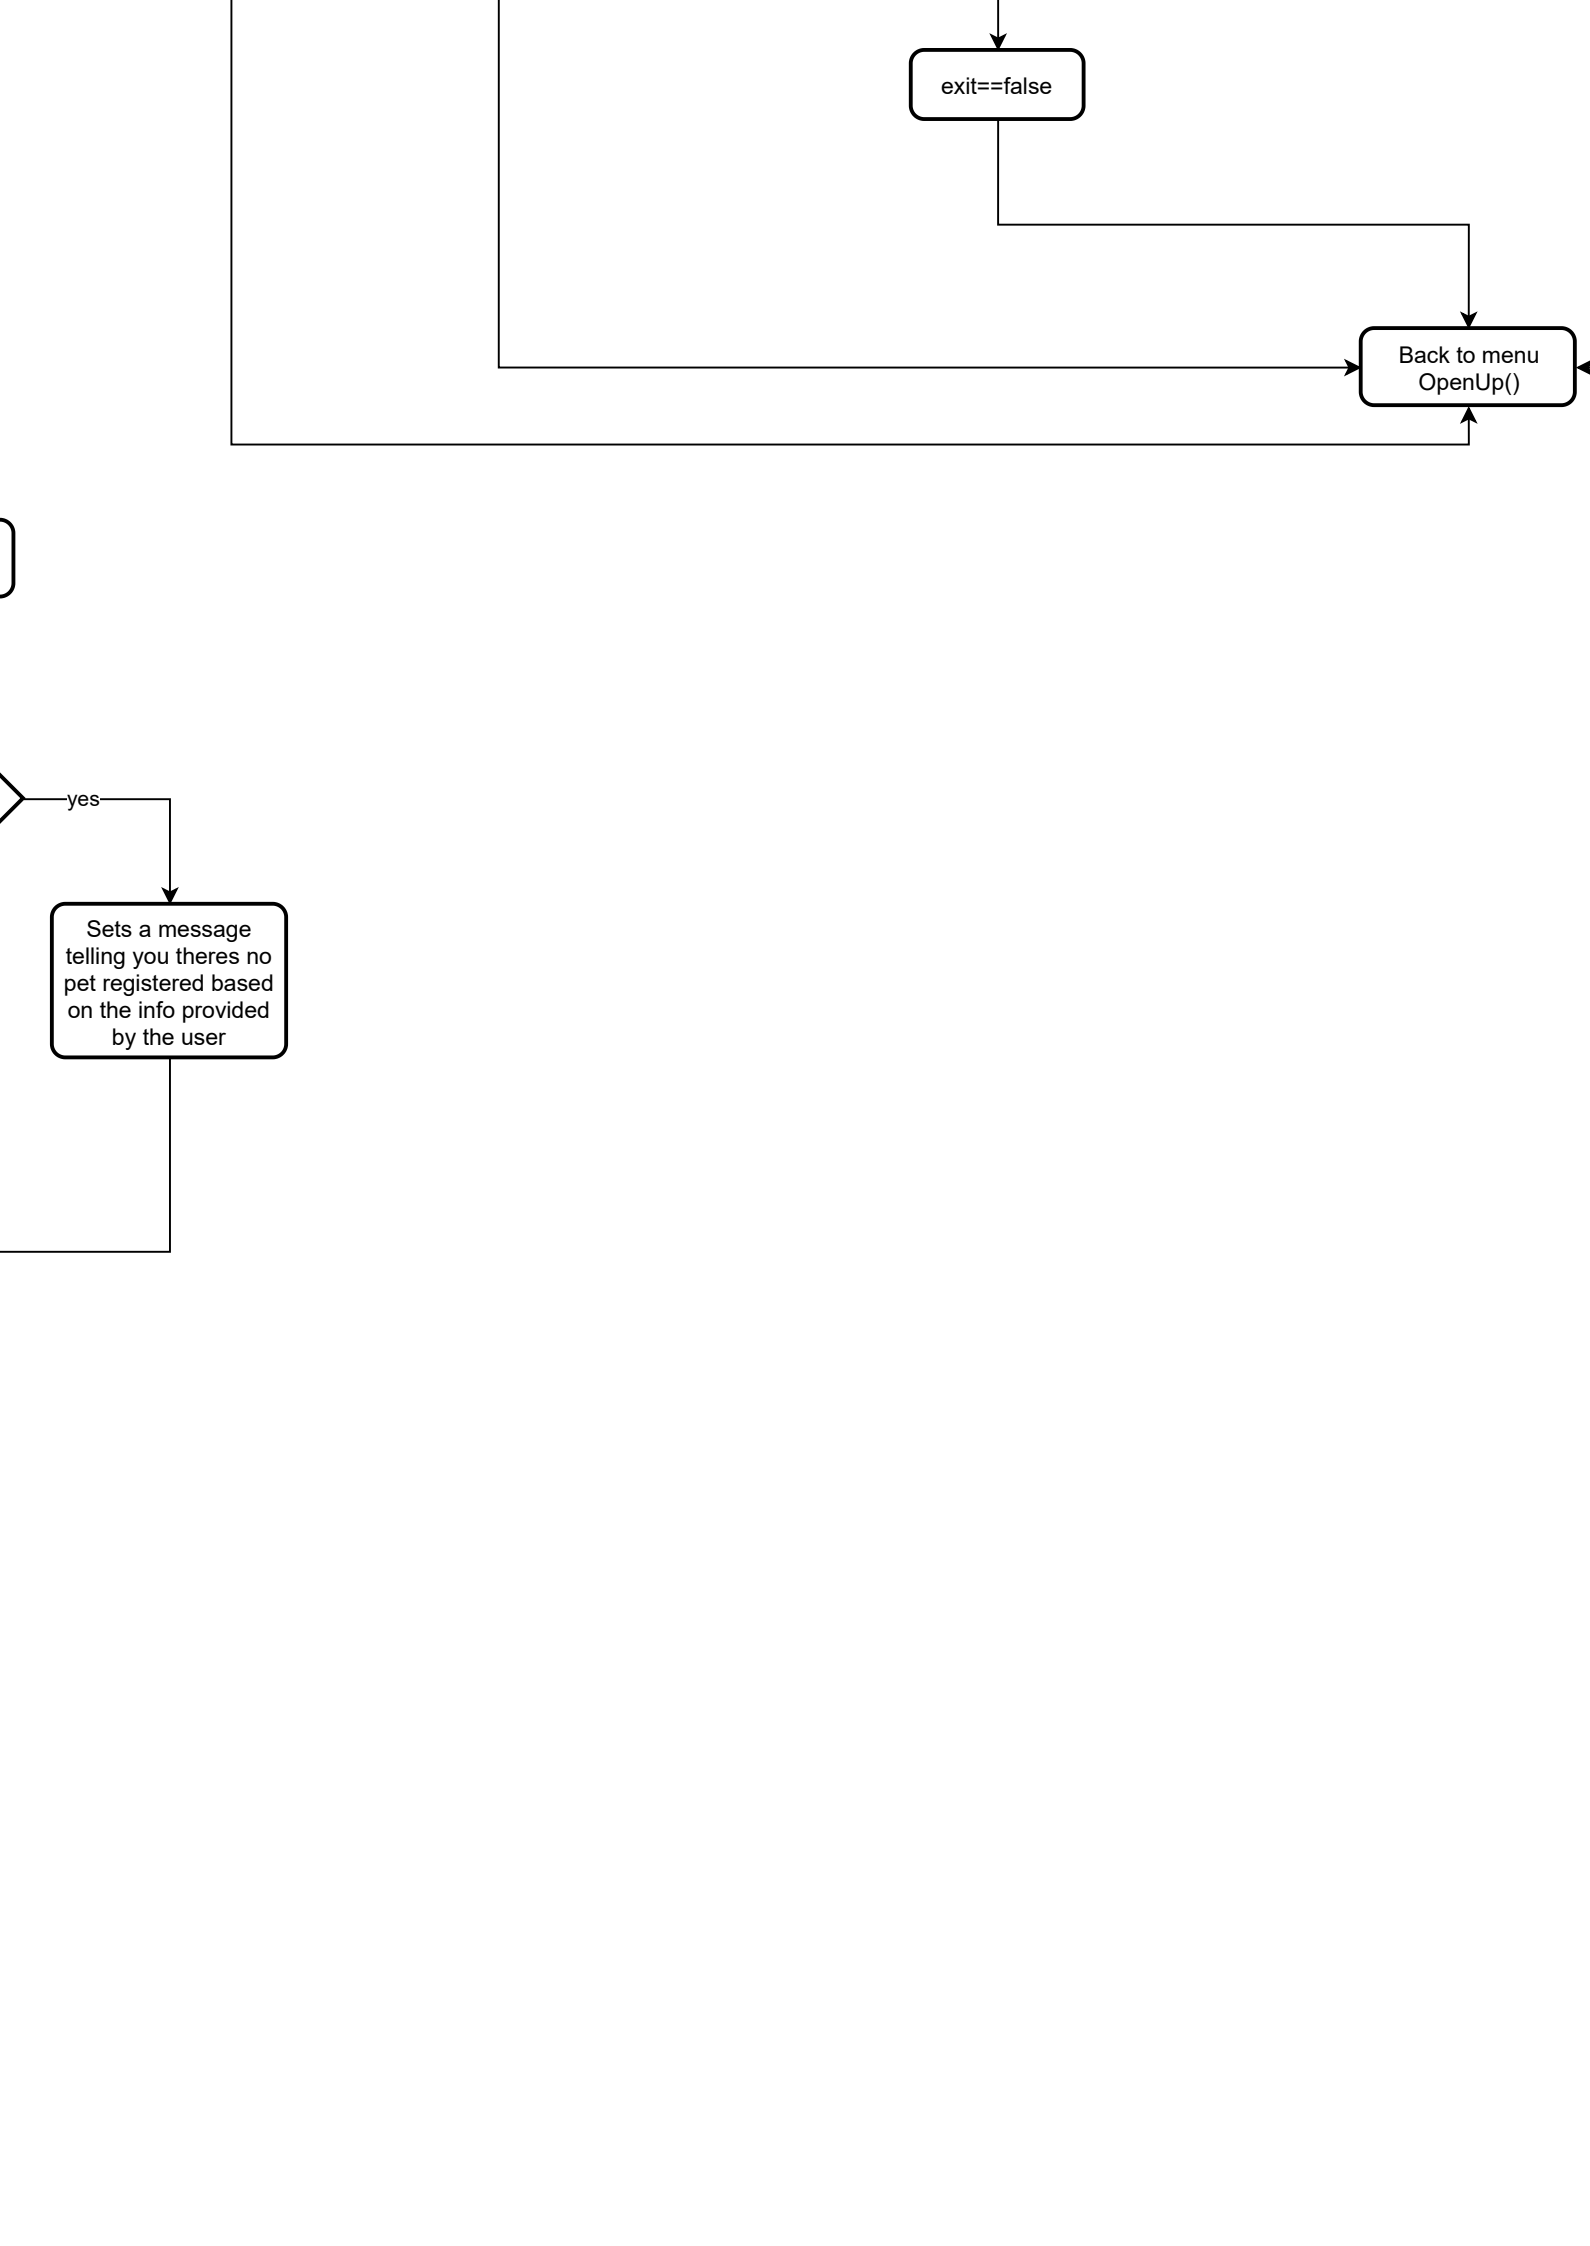 exit==false
Back to menu
OpenUp()
yes
Sets a message
telling you theres no
pet registered based
on the info provided
by the user